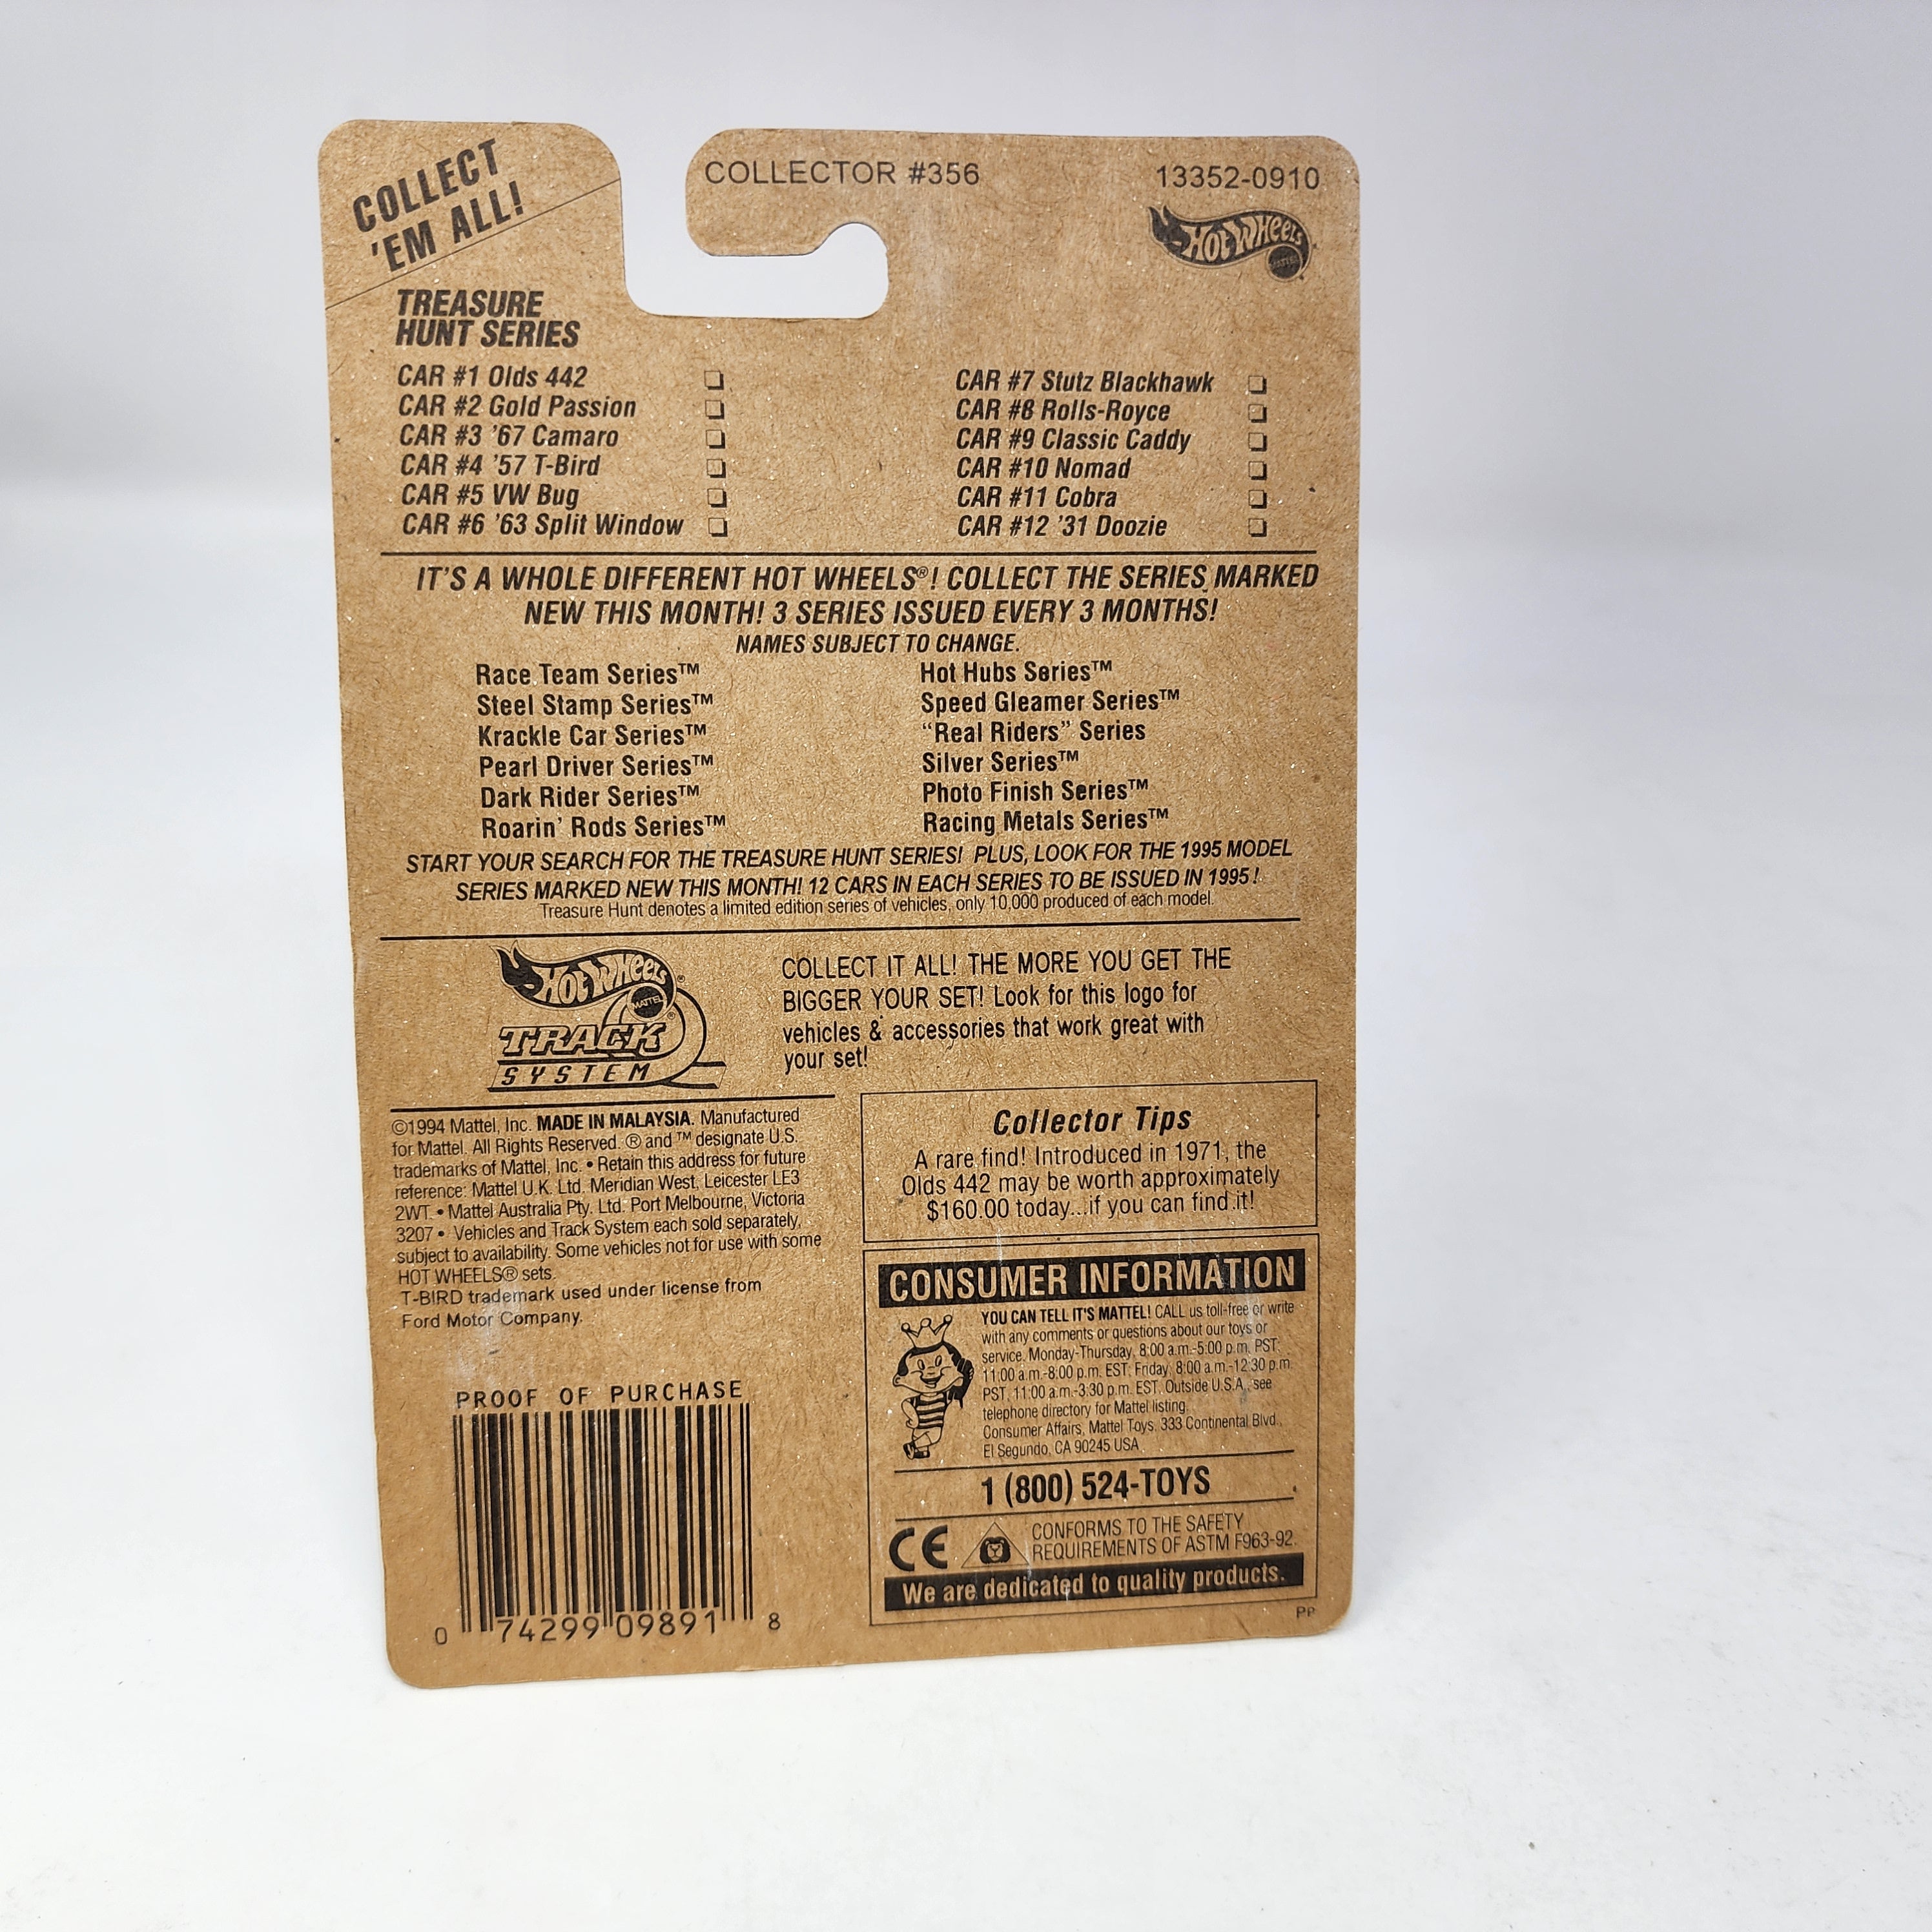 COLLECT
'EM ALL!
COLLECTOR #356
13352-0910
HOT WHEELS
MATTEL
TREASURE
HUNT SERIES
CAR #1 Olds 442 ❏
CAR #2 Gold Passion ❏
CAR #3 '67 Camaro ❏
CAR #4 '57 T-Bird ❏
CAR #5 VW Bug ❏
CAR #6 '63 Split Window ❏
CAR #7 Stutz Blackhawk ❏
CAR #8 Rolls-Royce ❏
CAR #9 Classic Caddy ❏
CAR #10 Nomad ❏
CAR #11 Cobra ❏
CAR #12 '31 Doozie ❏
IT'S A WHOLE DIFFERENT HOT WHEELS®! COLLECT THE SERIES MARKED
NEW THIS MONTH! 3 SERIES ISSUED EVERY 3 MONTHS!
NAMES SUBJECT TO CHANGE.
Race Team Series™
Steel Stamp Series™
Krackle Car Series™
Pearl Driver Series™
Dark Rider Series™
Roarin' Rods Series™
Hot Hubs Series™
Speed Gleamer Series™
"Real Riders" Series
Silver Series™
Photo Finish Series™
Racing Metals Series™
START YOUR SEARCH FOR THE TREASURE HUNT SERIES! PLUS, LOOK FOR THE 1995 MODEL
SERIES MARKED NEW THIS MONTH! 12 CARS IN EACH SERIES TO BE ISSUED IN 1995!
Treasure Hunt denotes a limited edition series of vehicles, only 10,000 produced of each model.
HOT WHEELS®
MATTEL®
TRACK
SYSTEM
COLLECT IT ALL! THE MORE YOU GET THE
BIGGER YOUR SET! Look for this logo for
vehicles & accessories that work great with
your set!
©1994 Mattel, Inc. MADE IN MALAYSIA. Manufactured
for Mattel. All Rights Reserved. ® and ™ designate U.S.
trademarks of Mattel, Inc. • Retain this address for future
reference: Mattel U.K. Ltd. Meridian West, Leicester LE3
2WT. • Mattel Australia Pty. Ltd. Port Melbourne, Victoria
3207 • Vehicles and Track System each sold separately,
subject to availability. Some vehicles not for use with some
HOT WHEELS® sets.
T-BIRD trademark used under license from
Ford Motor Company.
PROOF OF PURCHASE
0 74299 09891 8
Collector Tips
A rare find! Introduced in 1971, the
Olds 442 may be worth approximately
$160.00 today...if you can find it!
CONSUMER INFORMATION
YOU CAN TELL IT'S MATTEL! CALL us toll-free or write
with any comments or questions about our toys or
service. Monday-Thursday, 8:00 a.m.-5:00 p.m. PST;
11:00 a.m.-8:00 p.m. EST; Friday, 8:00 a.m.-12:30 p.m.
PST, 11:00 a.m.-3:30 p.m. EST. Outside U.S.A., see
telephone directory for Mattel listing.
Consumer Affairs, Mattel Toys, 333 Continental Blvd.,
El Segundo, CA 90245 USA
1 (800) 524-TOYS
CE
CONFORMS TO THE SAFETY
REQUIREMENTS OF ASTM F963-92.
We are dedicated to quality products.
PP